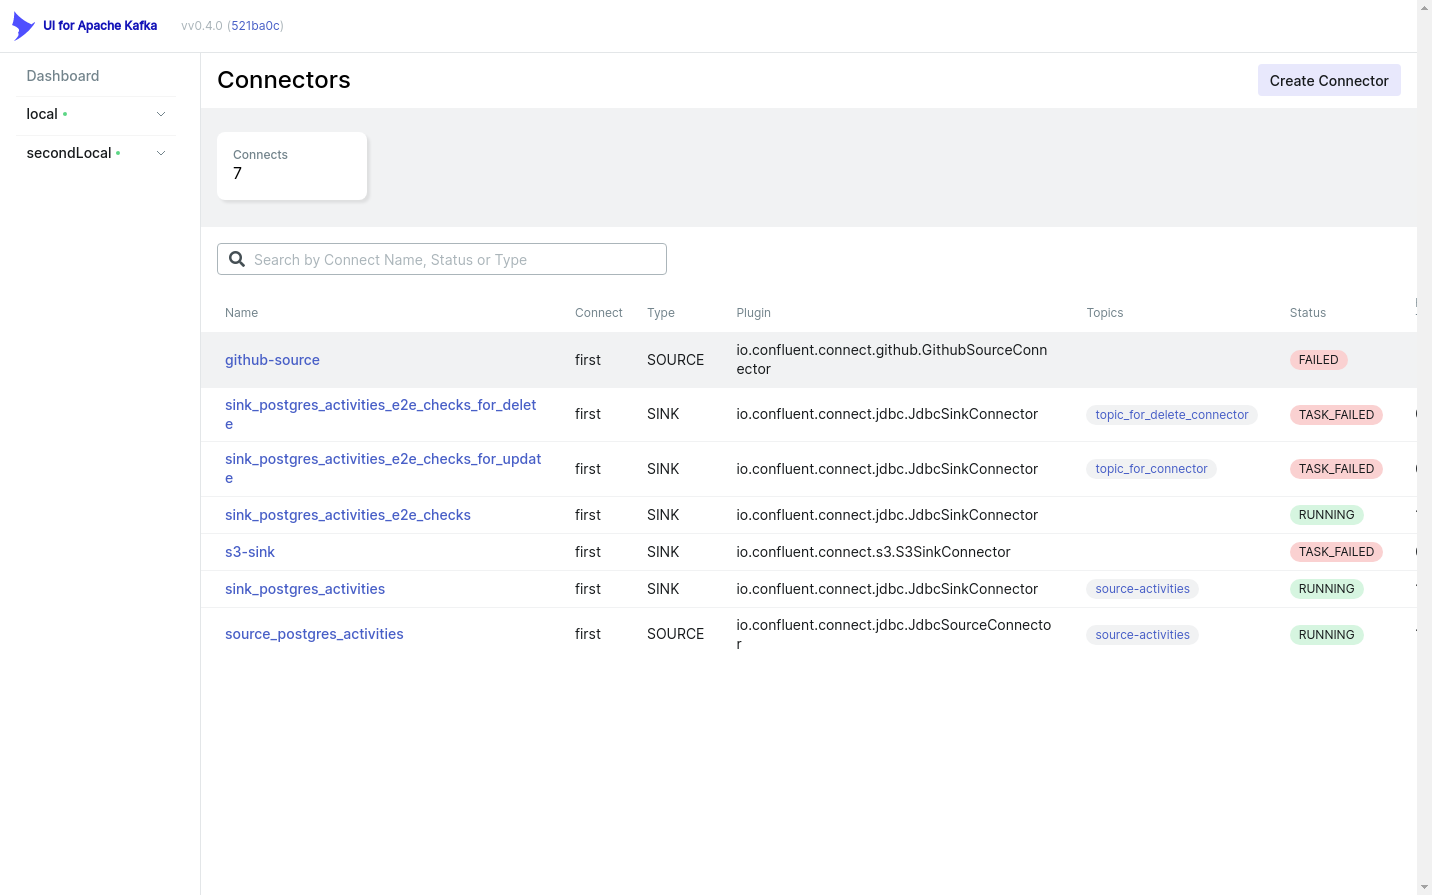 UI for Apache Kafka vv0.4.0 (521ba0c)
Dashboard
local
secondLocal
Connectors
Create Connector
Connects
7
Search by Connect Name, Status or Type
Name Connect Type Plugin Topics Status
github-source first SOURCE io.confluent.connect.github.GithubSourceConn
ector FAILED
sink_postgres_activities_e2e_checks_for_delet
e first SINK io.confluent.connect.jdbc.JdbcSinkConnector topic_for_delete_connector TASK_FAILED
sink_postgres_activities_e2e_checks_for_updat
e first SINK io.confluent.connect.jdbc.JdbcSinkConnector topic_for_connector TASK_FAILED
sink_postgres_activities_e2e_checks first SINK io.confluent.connect.jdbc.JdbcSinkConnector RUNNING
s3-sink first SINK io.confluent.connect.s3.S3SinkConnector TASK_FAILED
sink_postgres_activities first SINK io.confluent.connect.jdbc.JdbcSinkConnector source-activities RUNNING
source_postgres_activities first SOURCE io.confluent.connect.jdbc.JdbcSourceConnecto
r source-activities RUNNING